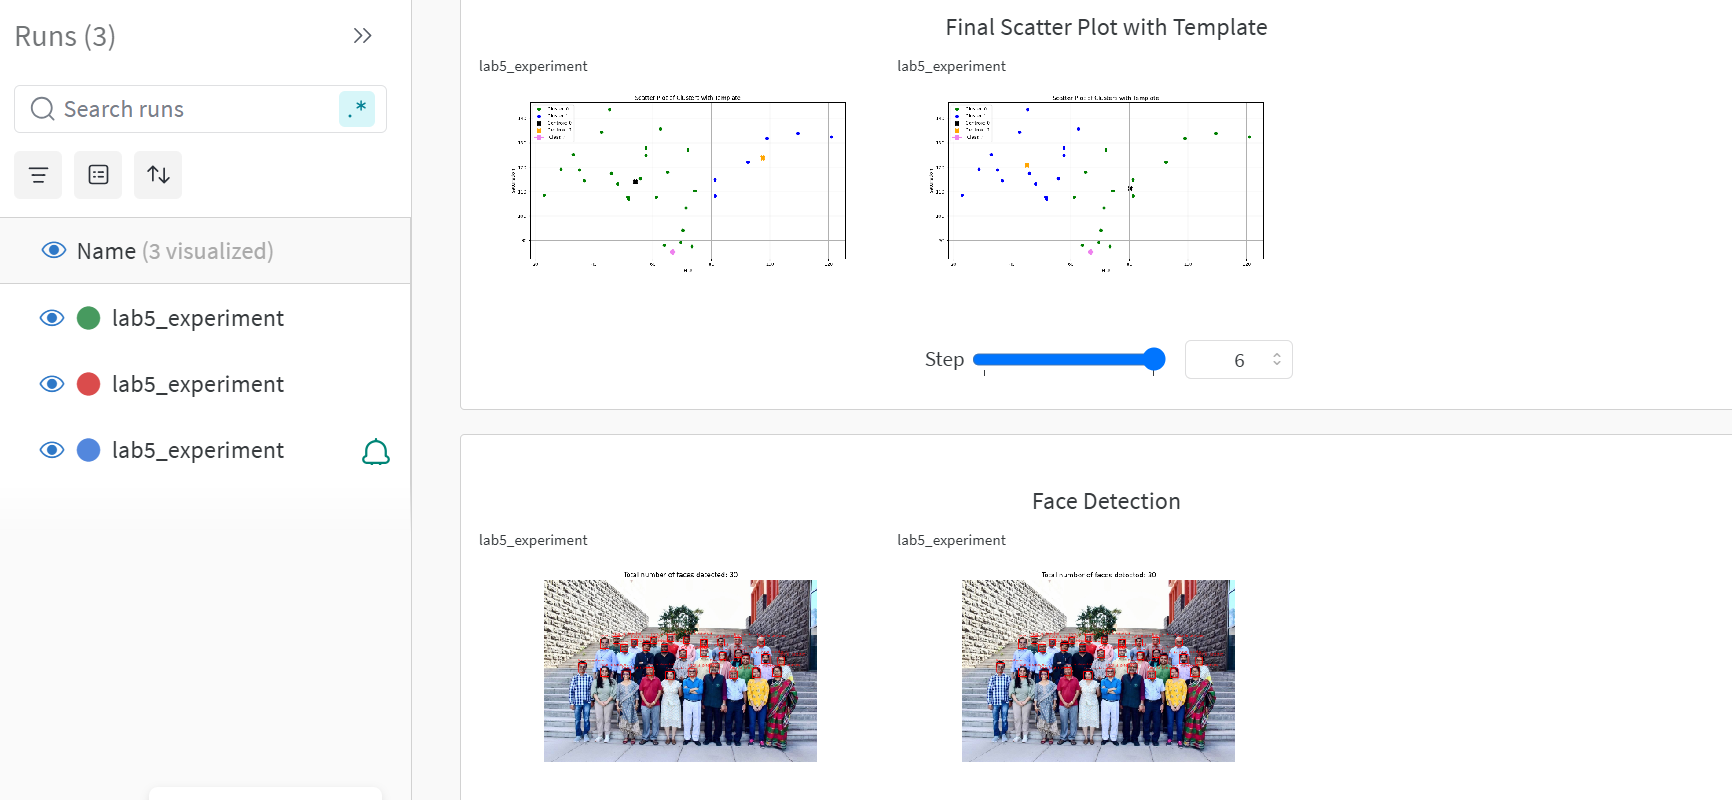 Runs (3)
Search runs
.*
Name (3 visualized)
lab5_experiment
lab5_experiment
lab5_experiment
Final Scatter Plot with Template
lab5_experiment
lab5_experiment
Scatter Plot of Clusters with Template
Scatter Plot of Clusters with Template
Step
6
Face Detection
lab5_experiment
lab5_experiment
Total number of faces detected: 30
Total number of faces detected: 30